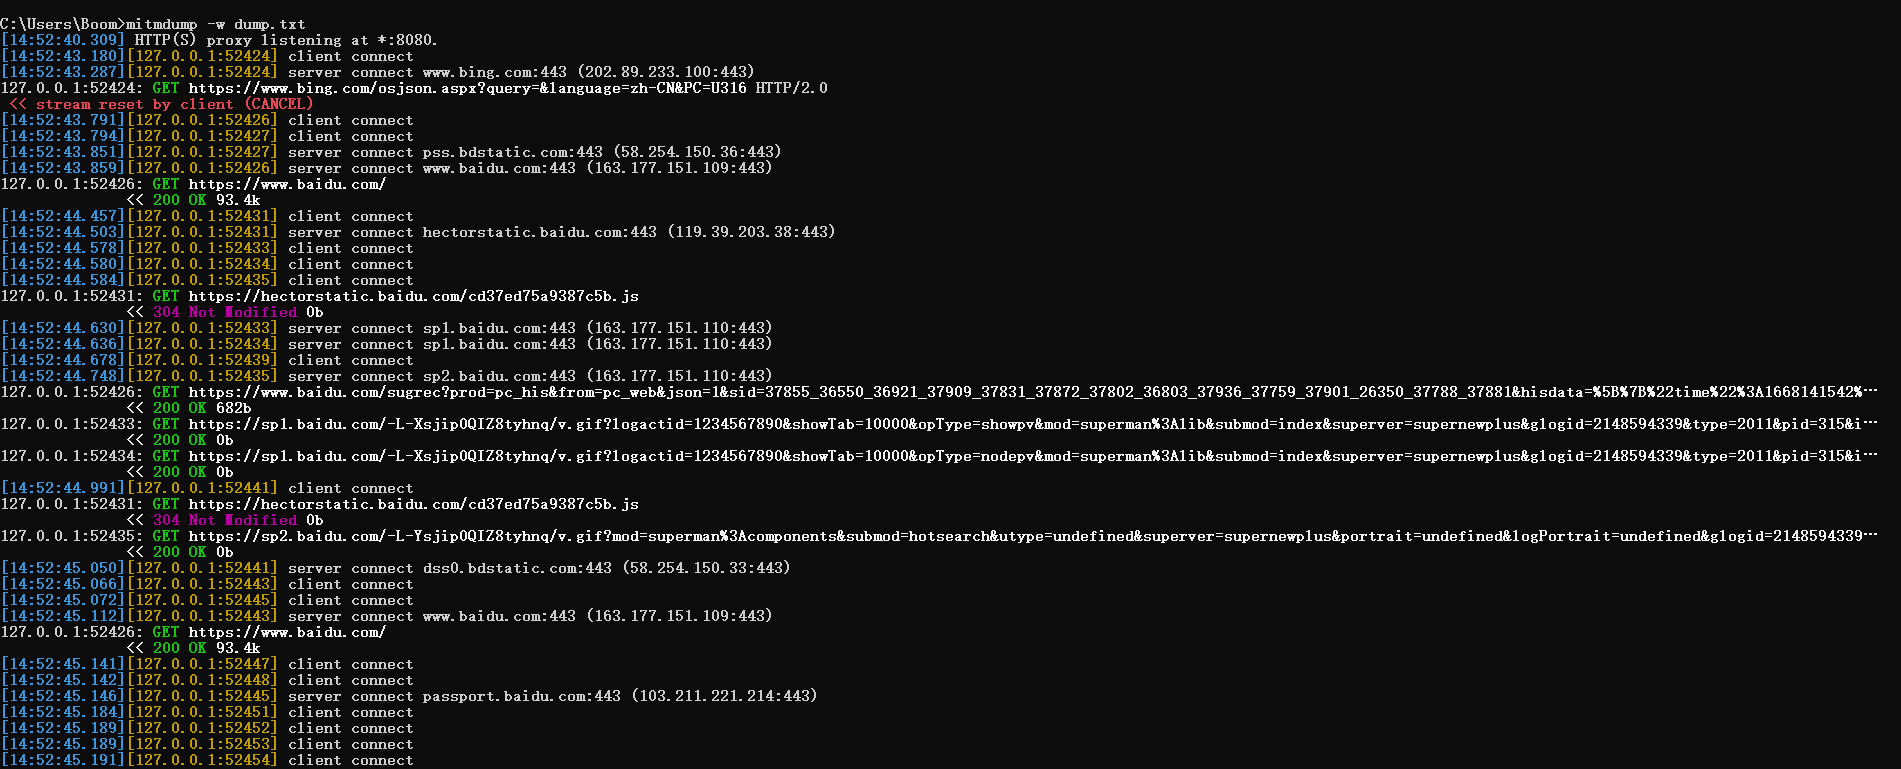 C:\Users\Boom>mitmdump -w dump.txt
[14:52:40.309] HTTP(S) proxy listening at *:8080.
[14:52:43.180][127.0.0.1:52424] client connect
[14:52:43.287][127.0.0.1:52424] server connect www.bing.com:443 (202.89.233.100:443)
127.0.0.1:52424: GET https://www.bing.com/osjson.aspx?query=&language=zh-CN&PC=U316 HTTP/2.0
<< stream reset by client (CANCEL)
[14:52:43.791][127.0.0.1:52426] client connect
[14:52:43.794][127.0.0.1:52427] client connect
[14:52:43.851][127.0.0.1:52427] server connect pss.bdstatic.com:443 (58.254.150.36:443)
[14:52:43.859][127.0.0.1:52426] server connect www.baidu.com:443 (163.177.151.109:443)
127.0.0.1:52426: GET https://www.baidu.com/
<< 200 OK 93.4k
[14:52:44.457][127.0.0.1:52431] client connect
[14:52:44.503][127.0.0.1:52431] server connect hectorstatic.baidu.com:443 (119.39.203.38:443)
[14:52:44.578][127.0.0.1:52433] client connect
[14:52:44.580][127.0.0.1:52434] client connect
[14:52:44.584][127.0.0.1:52435] client connect
127.0.0.1:52431: GET https://hectorstatic.baidu.com/cd37ed75a9387c5b.js
<< 304 Not Modified 0b
[14:52:44.630][127.0.0.1:52433] server connect sp1.baidu.com:443 (163.177.151.110:443)
[14:52:44.636][127.0.0.1:52434] server connect sp1.baidu.com:443 (163.177.151.110:443)
[14:52:44.678][127.0.0.1:52439] client connect
[14:52:44.748][127.0.0.1:52435] server connect sp2.baidu.com:443 (163.177.151.110:443)
127.0.0.1:52426: GET https://www.baidu.com/sugrec?prod=pc_his&from=pc_web&json=1&sid=37855_36550_36921_37909_37831_37872_37802_36803_37936_37759_37901_26350_37788_37881&hisdata=%5B%7B%22time%22%3A1668141542%…
<< 200 OK 682b
127.0.0.1:52433: GET https://sp1.baidu.com/-L-Xsjip0QIZ8tyhnq/v.gif?logactid=1234567890&showTab=10000&opType=showpv&mod=superman%3Alib&submod=index&superver=supernewplus&glogid=2148594339&type=2011&pid=315&i…
<< 200 OK 0b
127.0.0.1:52434: GET https://sp1.baidu.com/-L-Xsjip0QIZ8tyhnq/v.gif?logactid=1234567890&showTab=10000&opType=nodepv&mod=superman%3Alib&submod=index&superver=supernewplus&glogid=2148594339&type=2011&pid=315&i…
<< 200 OK 0b
[14:52:44.991][127.0.0.1:52441] client connect
127.0.0.1:52431: GET https://hectorstatic.baidu.com/cd37ed75a9387c5b.js
<< 304 Not Modified 0b
127.0.0.1:52435: GET https://sp2.baidu.com/-L-Ysjip0QIZ8tyhnq/v.gif?mod=superman%3Acomponents&submod=hotsearch&utype=undefined&superver=supernewplus&portrait=undefined&logPortrait=undefined&glogid=2148594339…
<< 200 OK 0b
[14:52:45.050][127.0.0.1:52441] server connect dss0.bdstatic.com:443 (58.254.150.33:443)
[14:52:45.066][127.0.0.1:52443] client connect
[14:52:45.072][127.0.0.1:52445] client connect
[14:52:45.112][127.0.0.1:52443] server connect www.baidu.com:443 (163.177.151.109:443)
127.0.0.1:52426: GET https://www.baidu.com/
<< 200 OK 93.4k
[14:52:45.141][127.0.0.1:52447] client connect
[14:52:45.142][127.0.0.1:52448] client connect
[14:52:45.146][127.0.0.1:52445] server connect passport.baidu.com:443 (103.211.221.214:443)
[14:52:45.184][127.0.0.1:52451] client connect
[14:52:45.189][127.0.0.1:52452] client connect
[14:52:45.189][127.0.0.1:52453] client connect
[14:52:45.191][127.0.0.1:52454] client connect